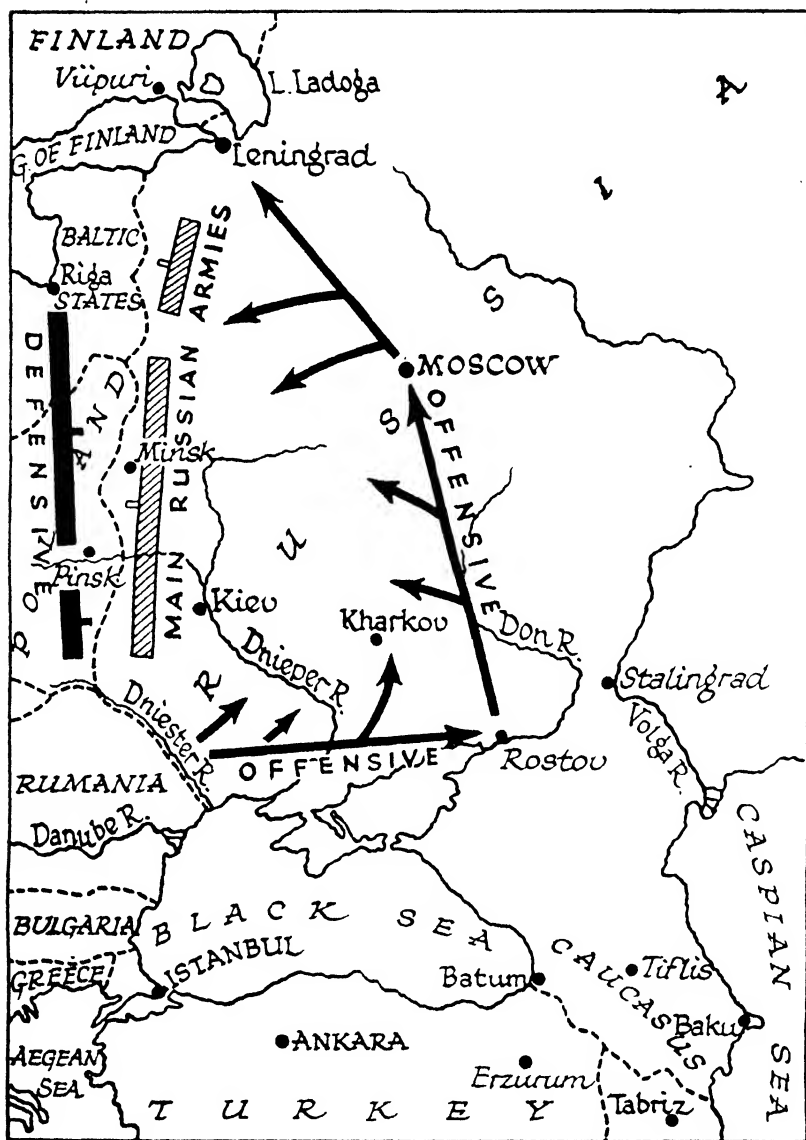 FINLAND
Viipuri
L. Ladoga
G. OF FINLAND
Leningrad
BALTIC
STATES
Riga
DEFENSIVE
POLAND
MAIN RUSSIAN ARMIES
RUSSIA
MOSCOW
OFFENSIVE
Minsk
Pinsk
Kiev
Kharkov
Don R.
Dnieper R.
Dniester R.
Stalingrad
Volga R.
OFFENSIVE
Rostov
RUMANIA
Danube R.
BULGARIA
BLACK SEA
CASPIAN SEA
GREECE
ISTANBUL
Batum
CAUCASUS
Tiflis
Baku
AEGEAN
SEA
ANKARA
Erzurum
TURKEY
Tabriz